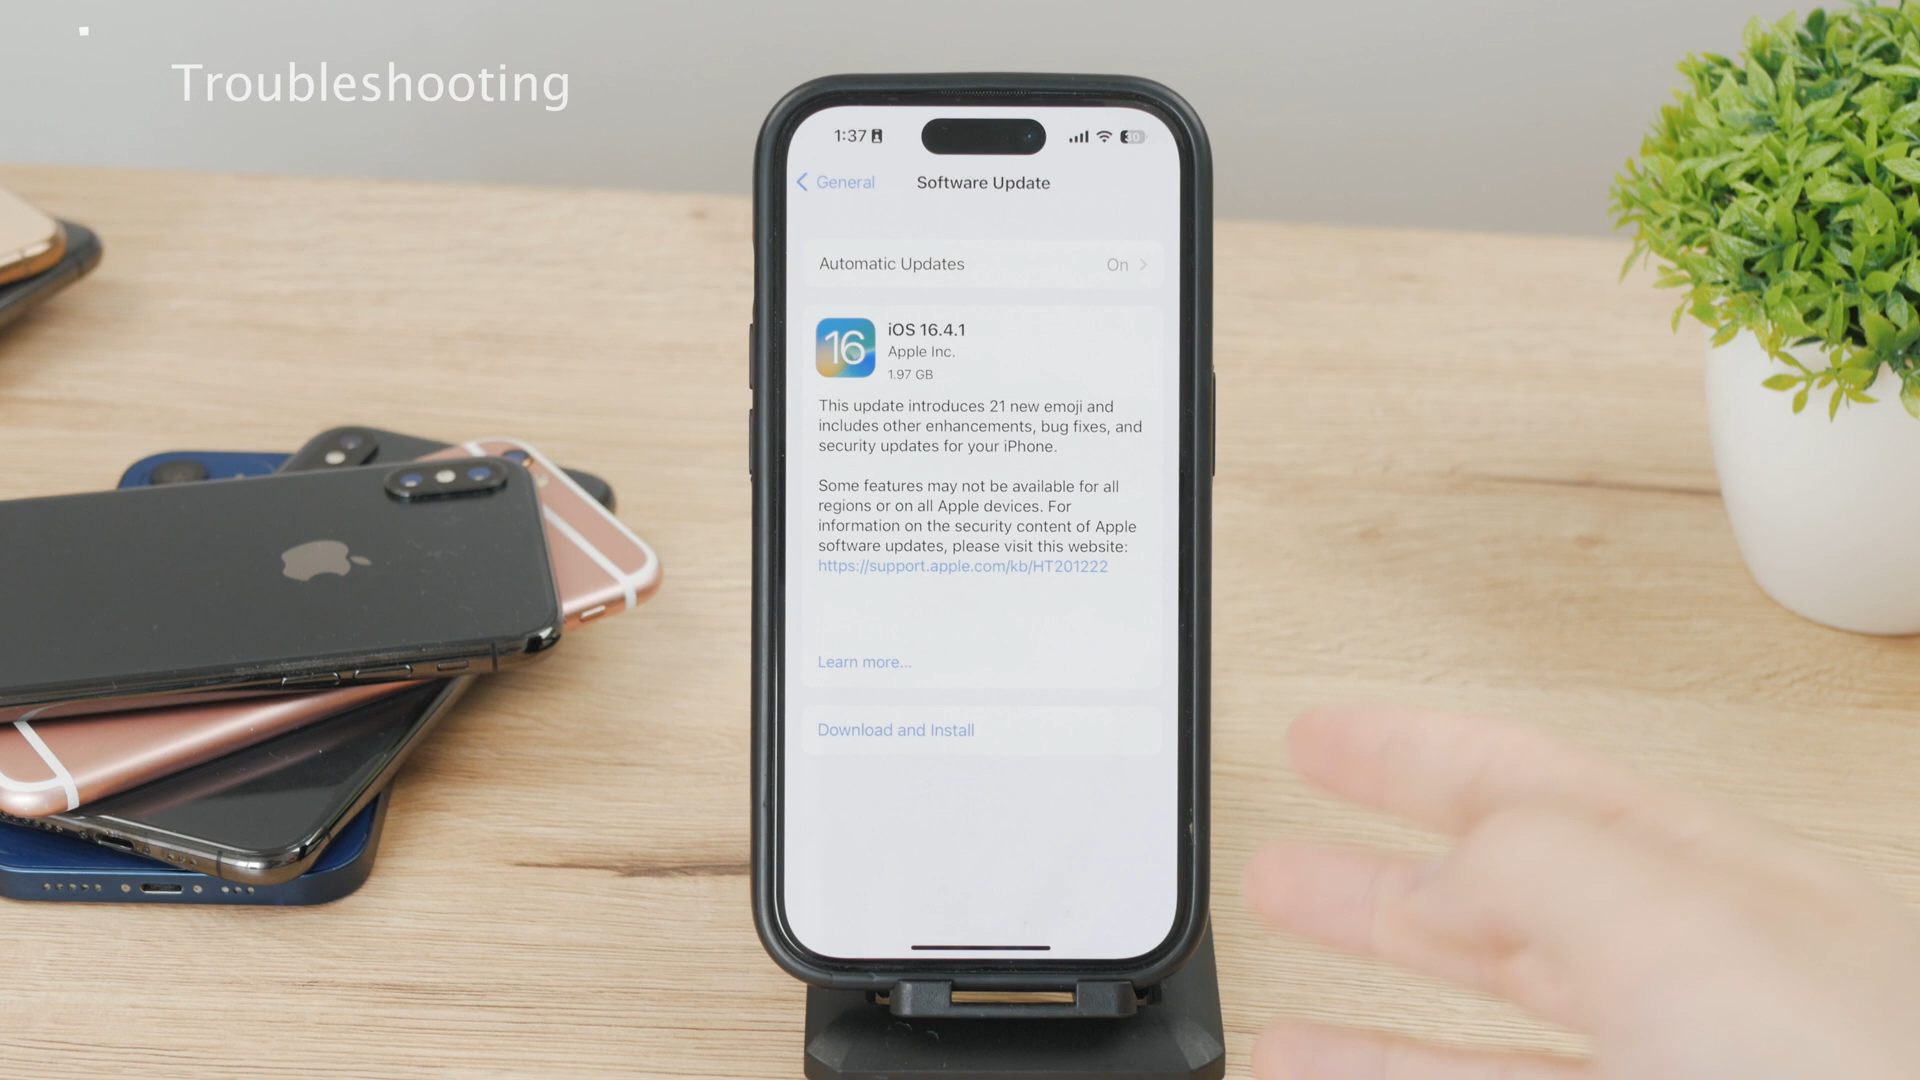 Troubleshooting
1:37
30
General
Software Update
Automatic Updates
On
16
iOS 16.4.1
Apple Inc.
1.97 GB
This update introduces 21 new emoji and
includes other enhancements, bug fixes, and
security updates for your iPhone.
Some features may not be available for all
regions or on all Apple devices. For
information on the security content of Apple
software updates, please visit this website:
https://support.apple.com/kb/HT201222
Learn more...
Download and Install